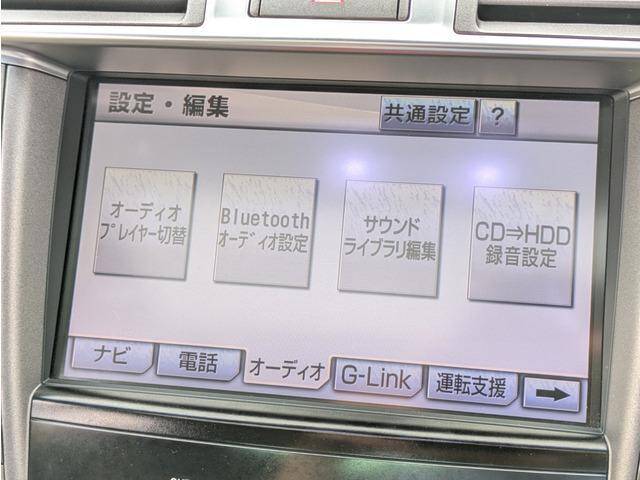 設定・編集
共通設定
?
オーディオ
プレイヤー切替
Bluetooth
オーディオ設定
サウンド
ライブラリ編集
CD⇒HDD
録音設定
ナビ
電話
オーディオ
G-Link
運転支援